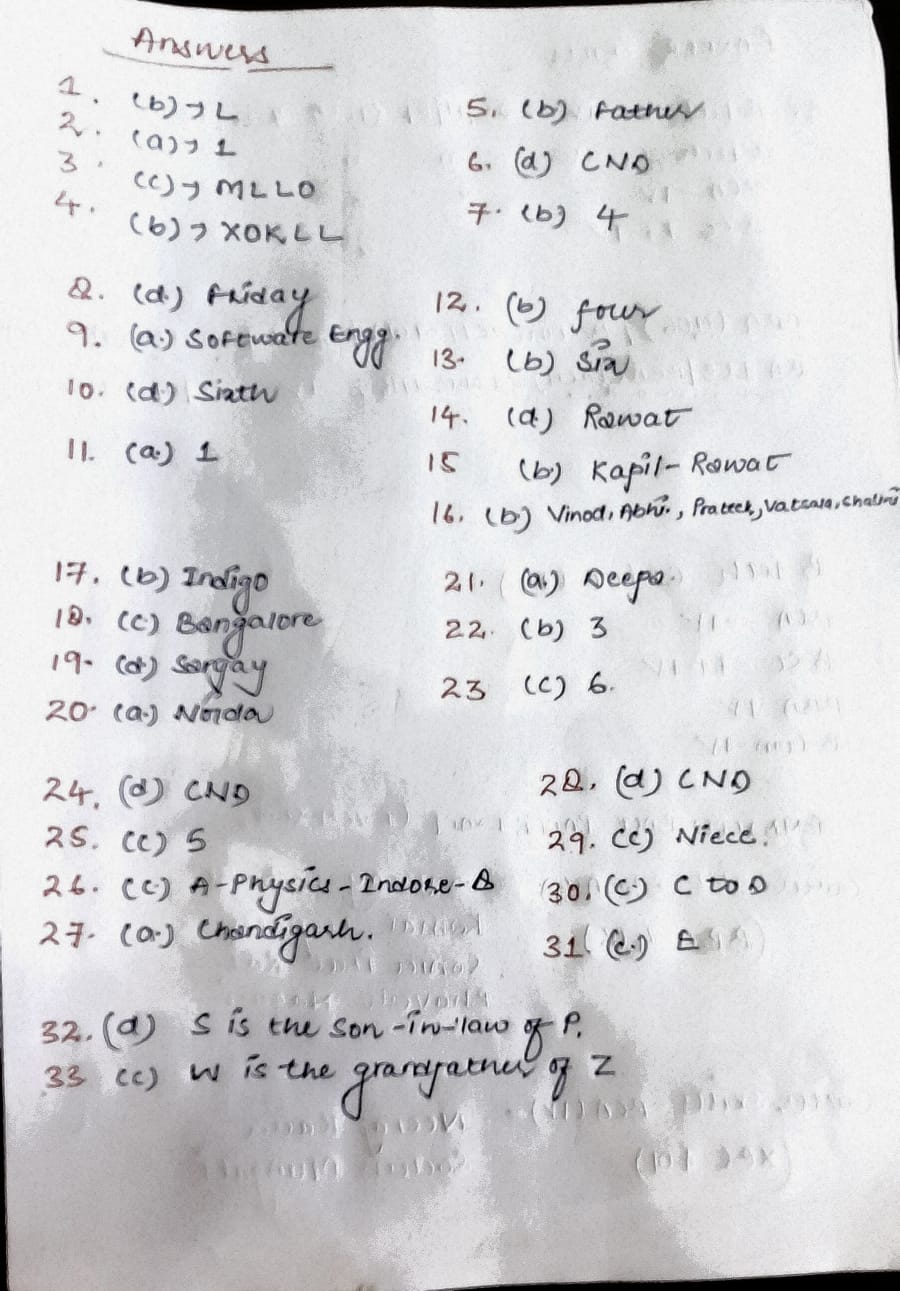 Answers
1. (b) → L
2. (a) → 1
3. (c) → MLLO
4. (b) → XOKLL
5. (b) Father
6. (d) CND
7. (b) 4
8. (d) Friday
9. (a) Software Engg.
10. (d) Sixth
11. (a) 1
12. (b) four
13. (b) Six
14. (d) Rawat
15 (b) Kapil - Rawat
16. (b) Vinod, Abhi., Prateek, Vatsala, Shalini
17. (b) Indigo
18. (c) Bangalore
19. (d) Sargay
20. (a) Noida
21. (a) Deepa
22. (b) 3
23 (c) 6.
24. (d) CND
25. (c) 5
26. (c) A - Physics - Indore - B
27. (a) Chandigarh.
28. (d) CND
29. (c) Niece.
30. (c) C to D
31. (c)
32. (d) S is the son-in-law of P.
33 (c) W is the grandfather of Z